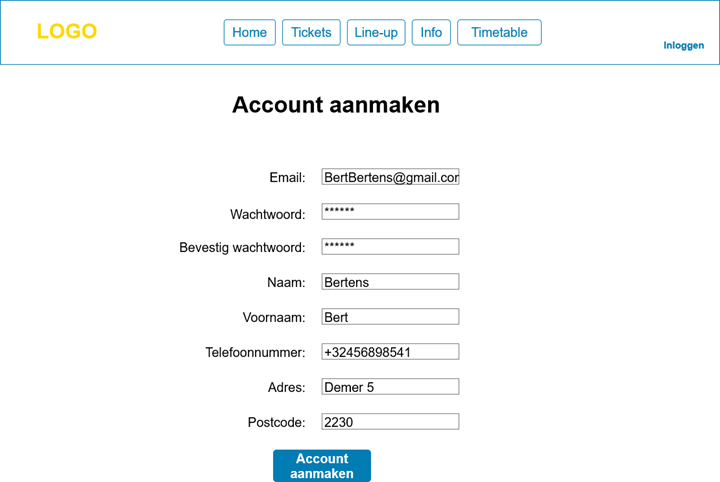 LOGO
Home Tickets Line-up Info Timetable
Inloggen
Account aanmaken
Email: BertBertens@gmail.cor
Wachtwoord: ******
Bevestig wachtwoord: ******
Naam: Bertens
Voornaam: Bert
Telefoonnummer: +32456898541
Adres: Demer 5
Postcode: 2230
Account
aanmaken